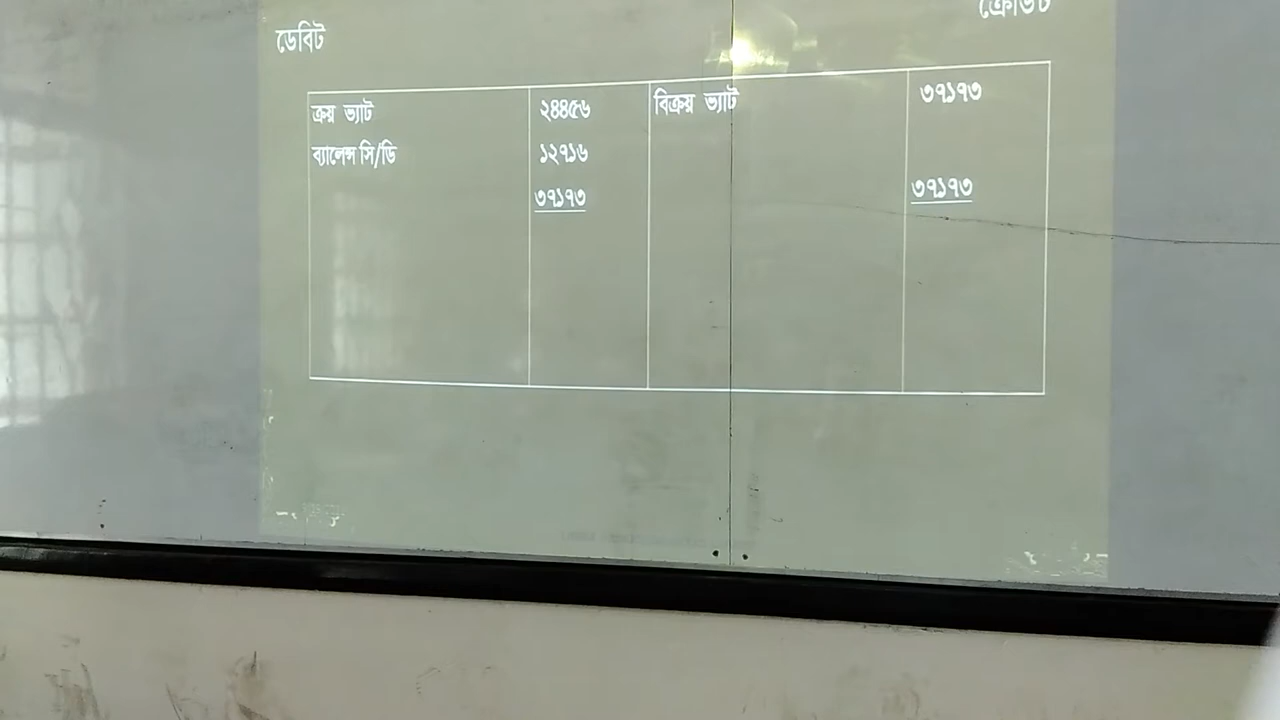 ক্রেডিট
ডেবিট
ক্রয় ভ্যাট ২৪৪৫৬ বিক্রয় ভ্যাট ৩৭১৭৩
ব্যালেন্স সি/ডি ১২৭১৬
৩৭১৭৩ ৩৭১৭৩